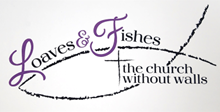 Loaves & Fishes
the church
without walls